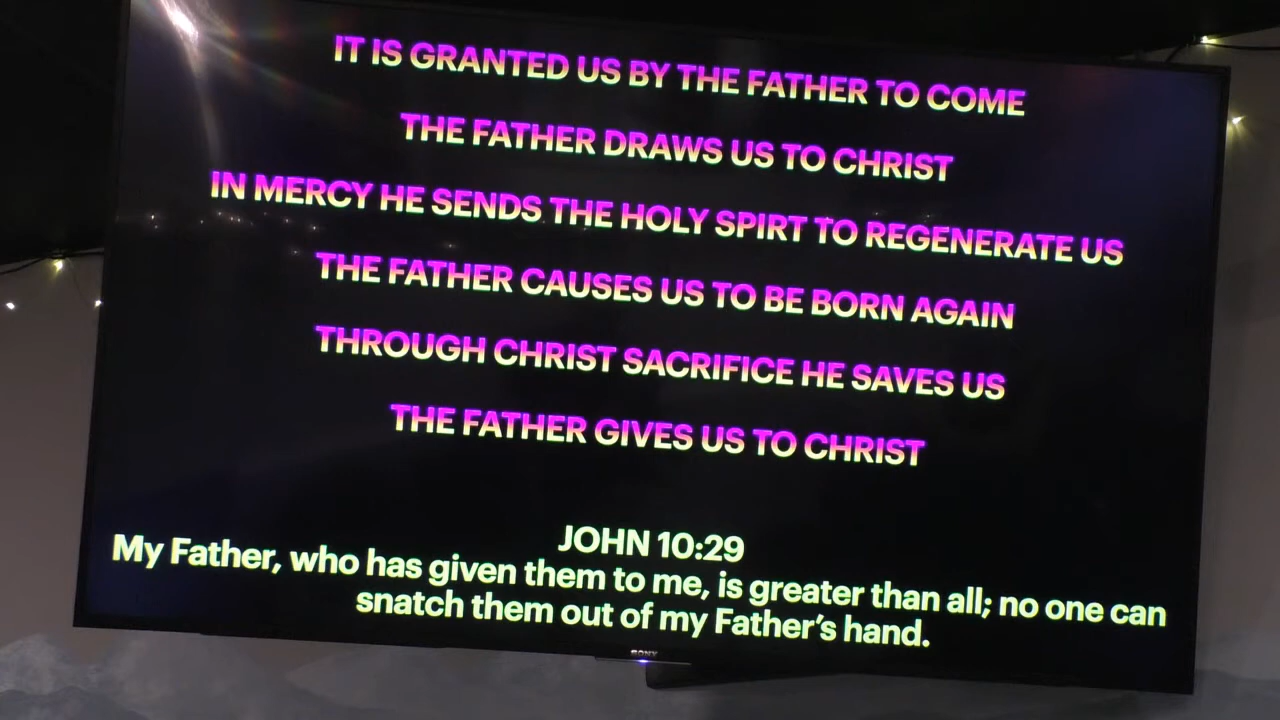 IT IS GRANTED US BY THE FATHER TO COME
THE FATHER DRAWS US TO CHRIST
IN MERCY HE SENDS THE HOLY SPIRT TO REGENERATE US
THE FATHER CAUSES US TO BE BORN AGAIN
THROUGH CHRIST SACRIFICE HE SAVES US
THE FATHER GIVES US TO CHRIST
JOHN 10:29
My Father, who has given them to me, is greater than all; no one can
snatch them out of my Father's hand.
SONY